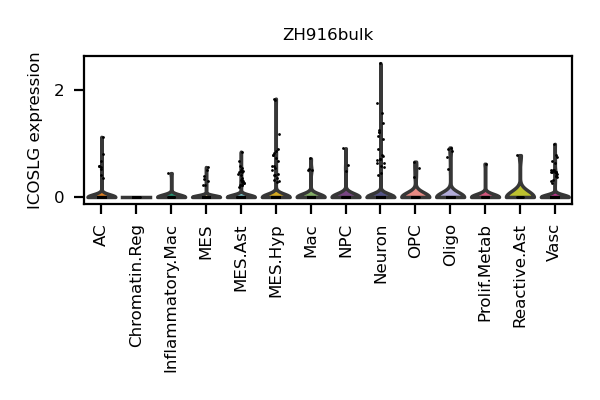 ZH916bulk
ICOSLG expression
2
0
AC
Chromatin.Reg
Inflammatory.Mac
MES
MES.Ast
MES.Hyp
Mac
NPC
Neuron
OPC
Oligo
Prolif.Metab
Reactive.Ast
Vasc